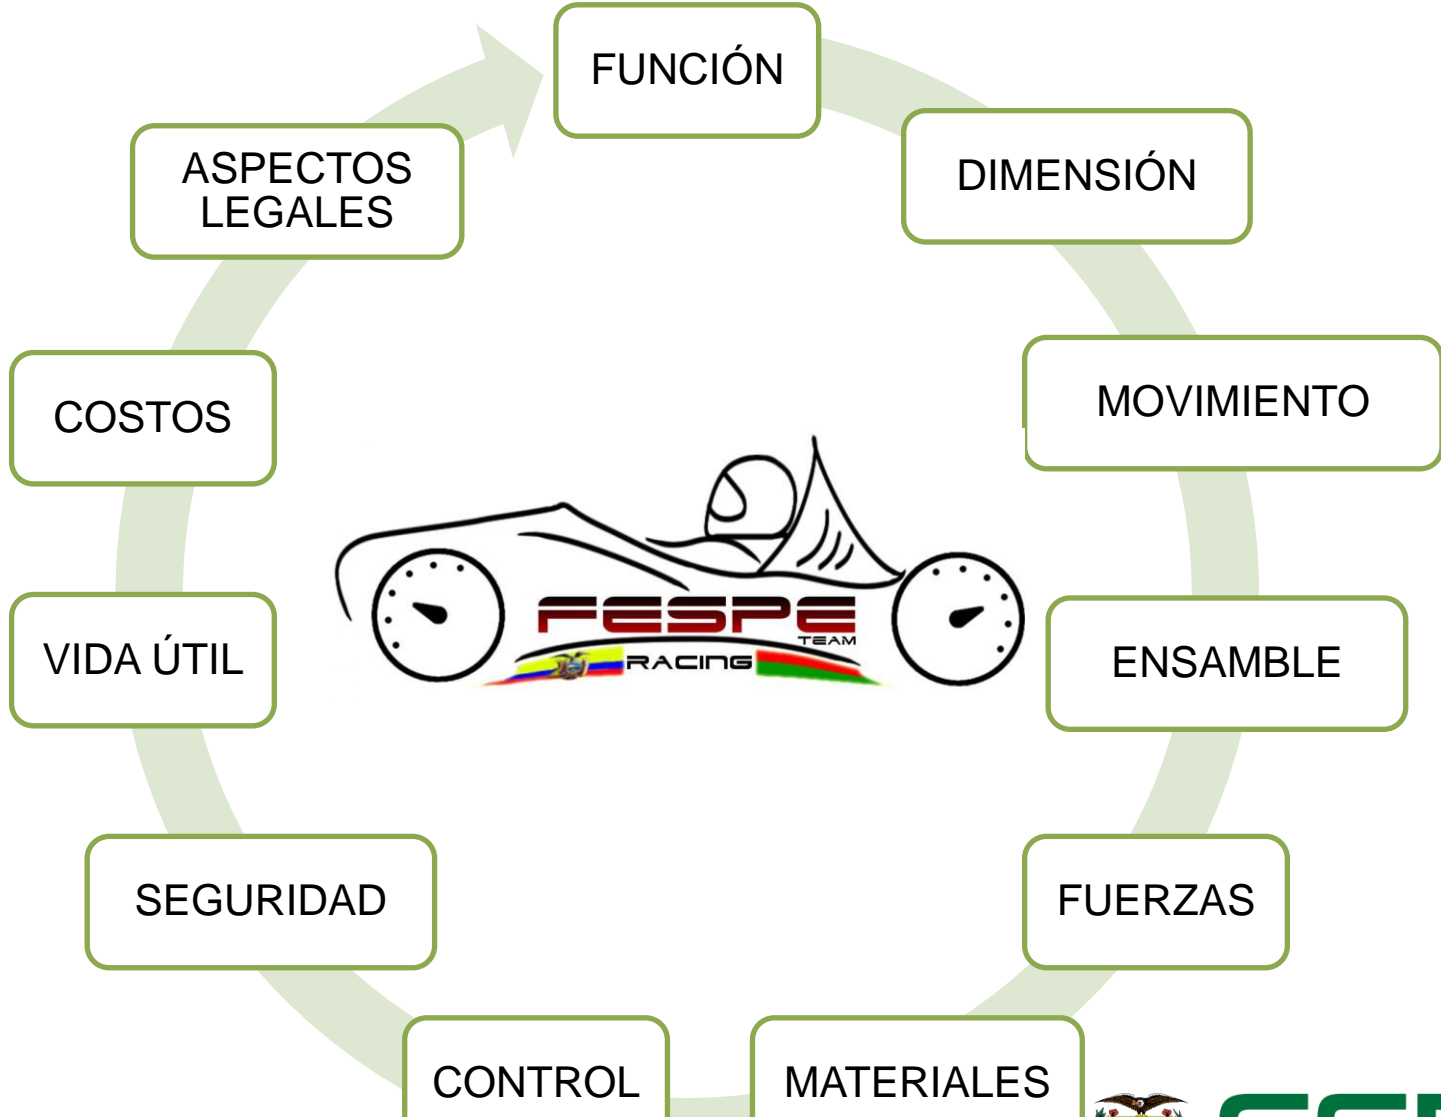 FUNCIÓN
DIMENSIÓN
MOVIMIENTO
ENSAMBLE
FUERZAS
MATERIALES
CONTROL
SEGURIDAD
VIDA ÚTIL
COSTOS
ASPECTOS
LEGALES
FESPE
TEAM
RACING